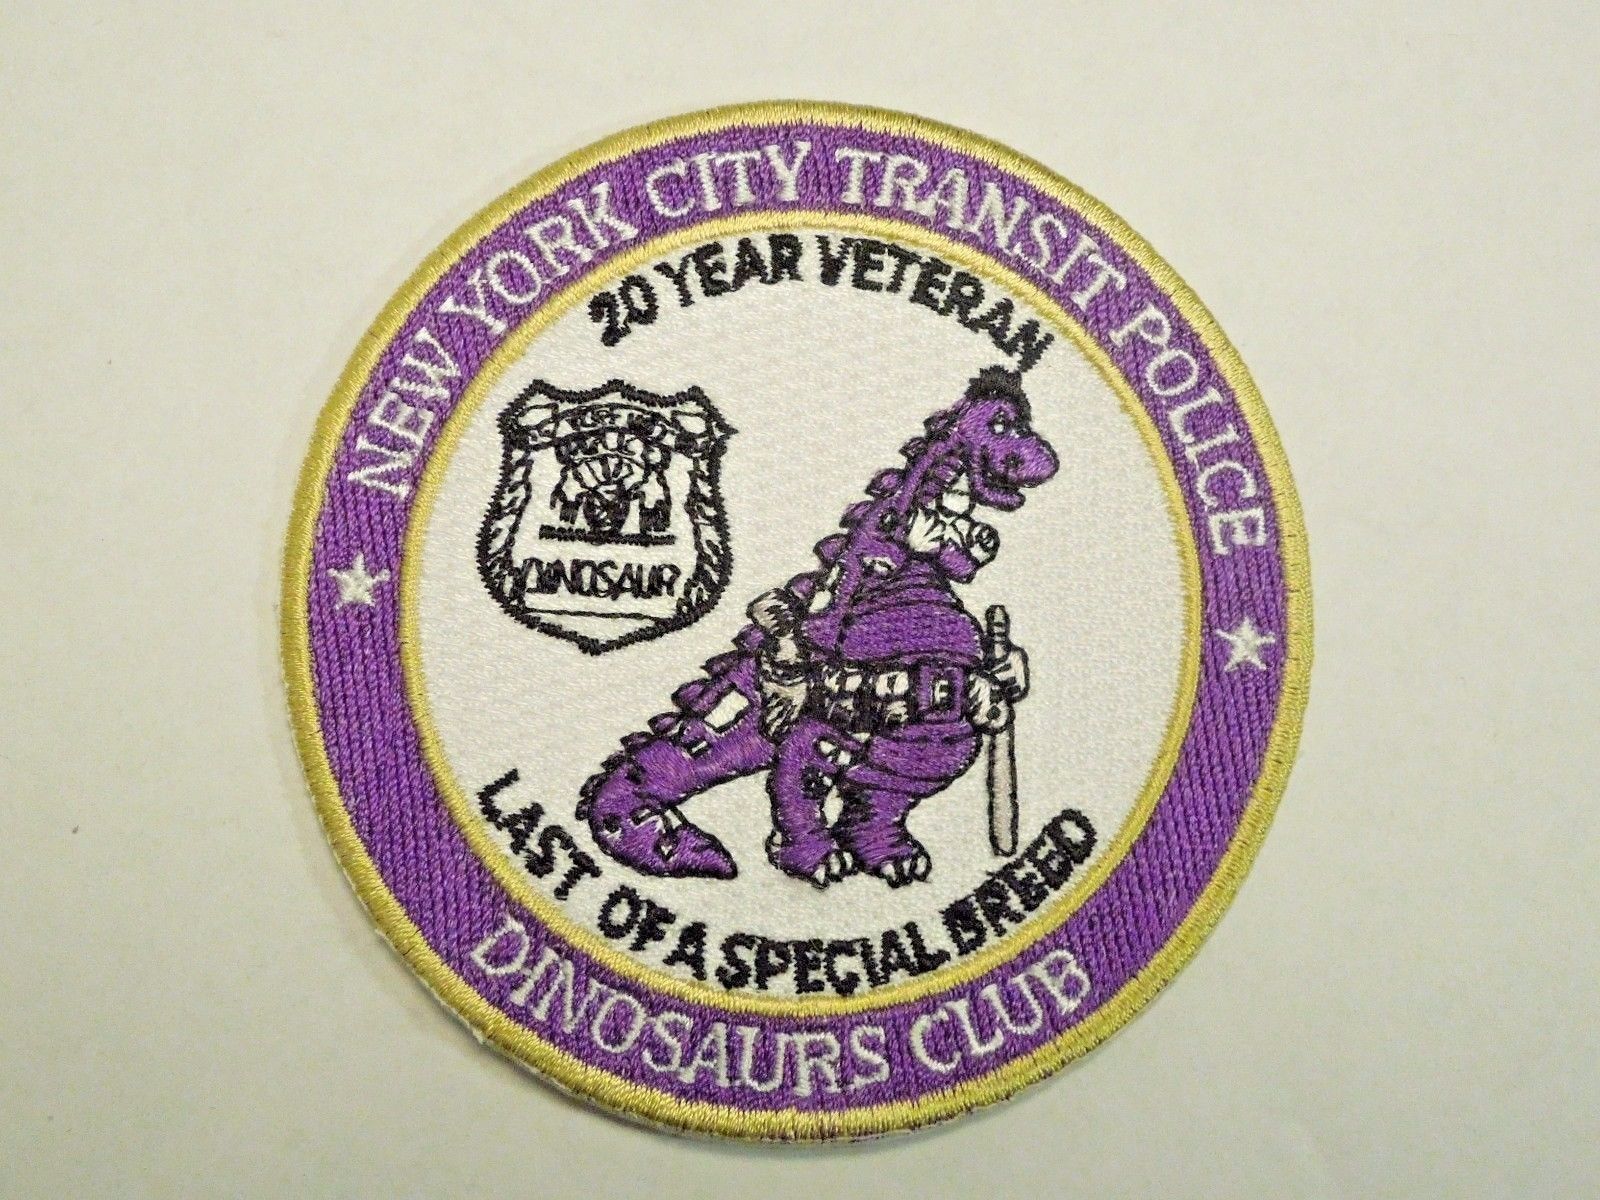 NEW YORK CITY TRANSIT POLICE
20 YEAR VETERAN
DINOSAUR
LAST OF A SPECIAL BREED
DINOSAURS CLUB